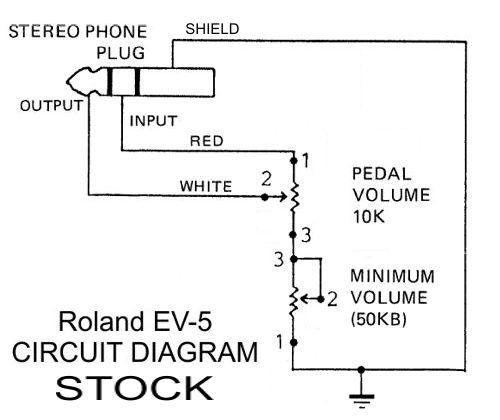 STEREO PHONE
PLUG
SHIELD
OUTPUT
INPUT
RED
WHITE
2
1
PEDAL
VOLUME
10K
3
3
MINIMUM
VOLUME
(50KB)
2
1
Roland EV-5
CIRCUIT DIAGRAM
STOCK